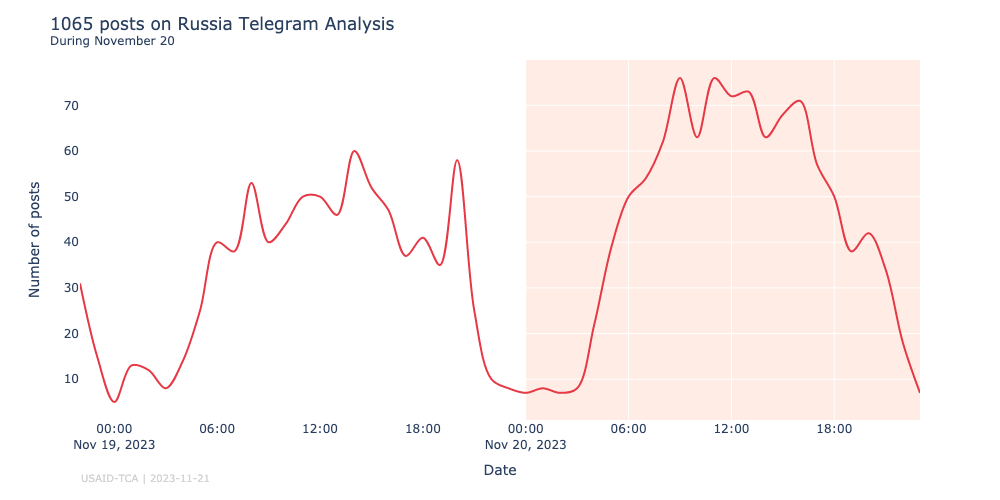 1065 posts on Russia Telegram Analysis
During November 20
Number of posts
70
60
50
40
30
20
10
00:00 06:00 12:00 18:00 00:00 06:00 12:00 18:00
Nov 19, 2023 Nov 20, 2023
Date
USAID-TCA | 2023-11-21